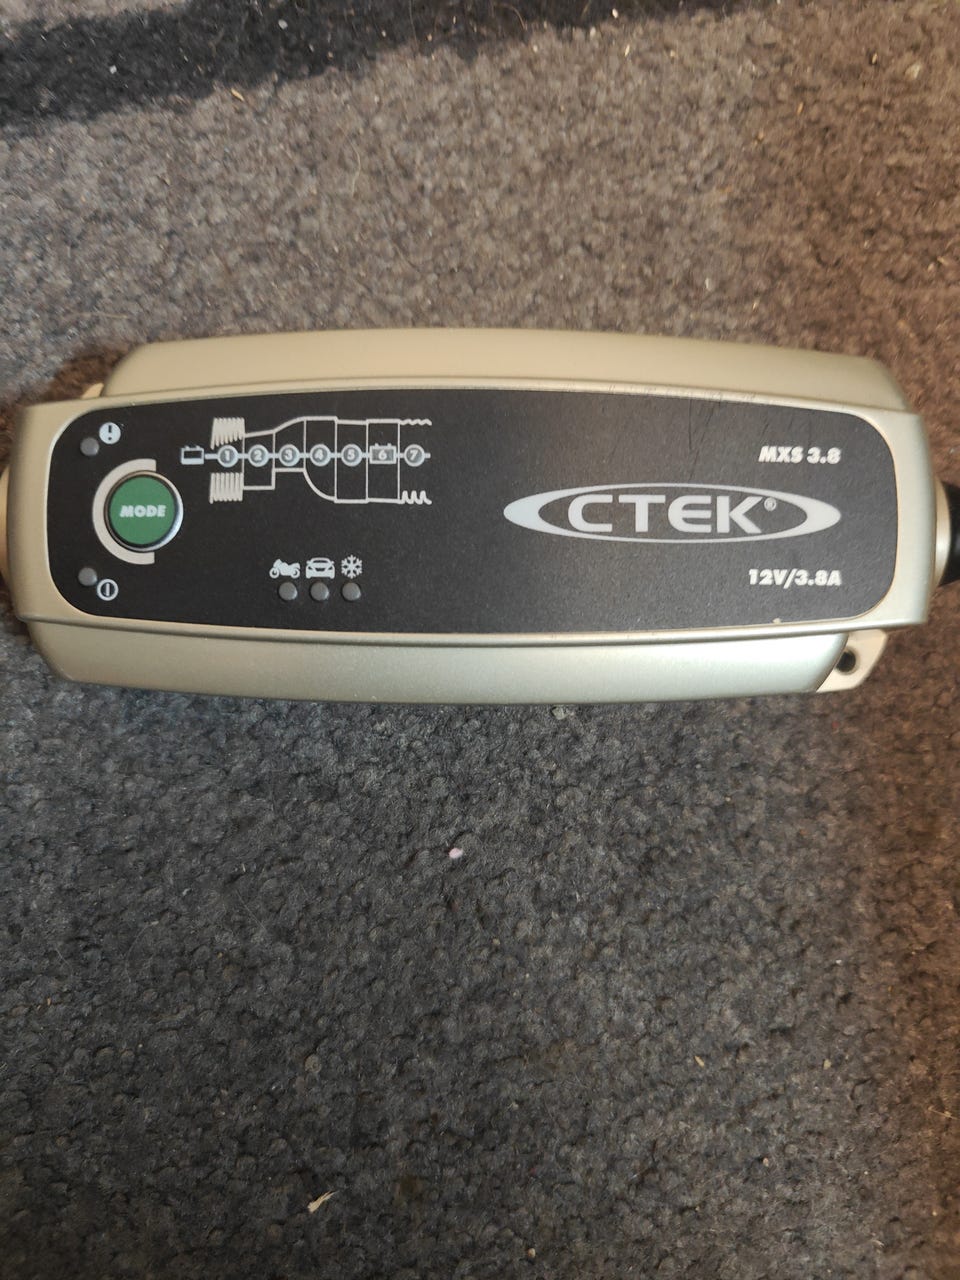 MODE
1 2 3 4 5 6 7
MXS 3.8
CTEK®
12V/3.8A